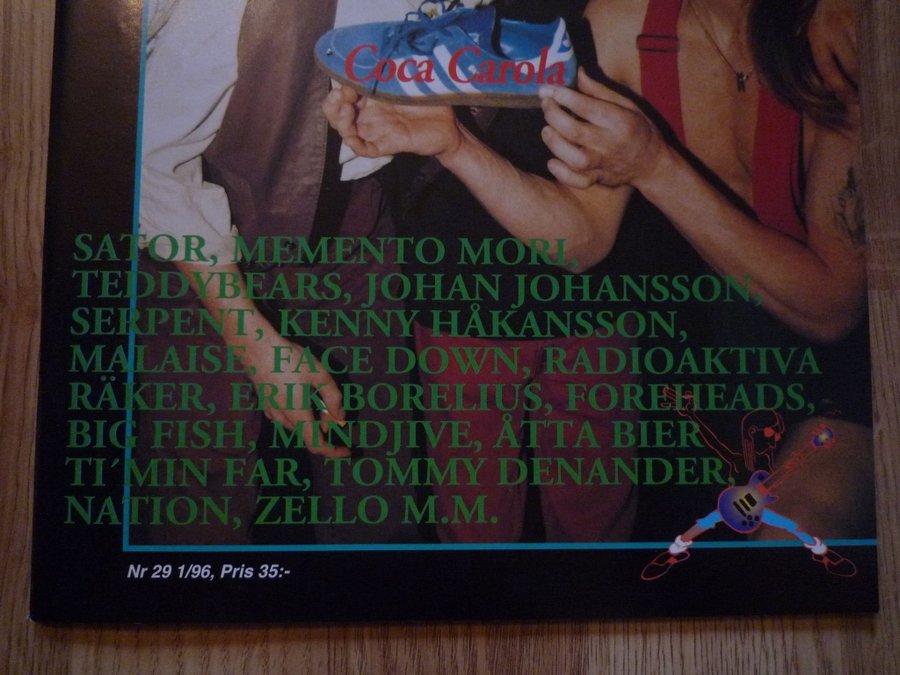 Coca Carola
SATOR, MEMENTO MORI,
TEDDYBEARS, JOHAN JOHANSSON,
SERPENT, KENNY HÅKANSSON,
MALAISE, FACE DOWN, RADIOAKTIVA
RÄKER, ERIK BORELIUS, FOREHEADS,
BIG FISH, MINDJIVE, ÅTTA BIER
TI´MIN FAR, TOMMY DENANDER,
NATION, ZELLO M.M.
Nr 29 1/96, Pris 35:-